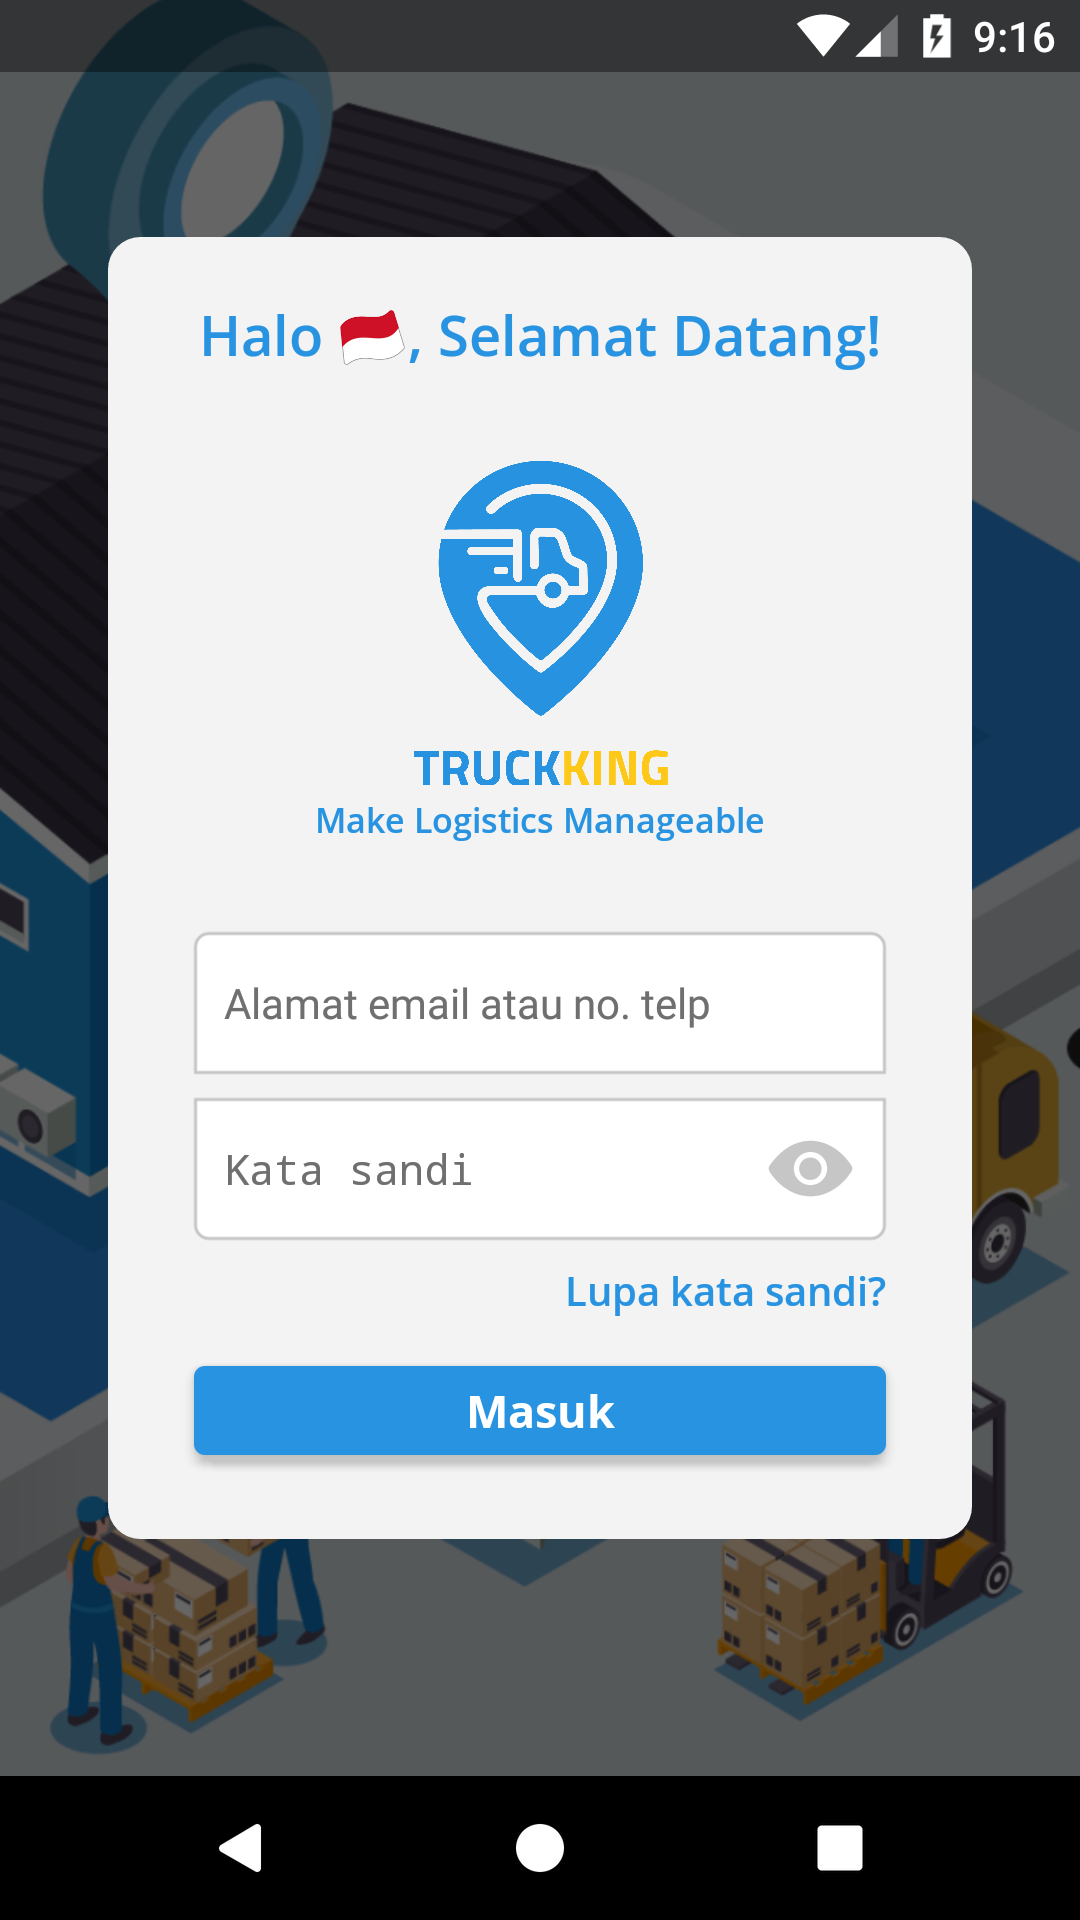 9:16
Halo 🇮🇩, Selamat Datang!
TRUCKKING
Make Logistics Manageable
Alamat email atau no. telp
Kata sandi
Lupa kata sandi?
Masuk